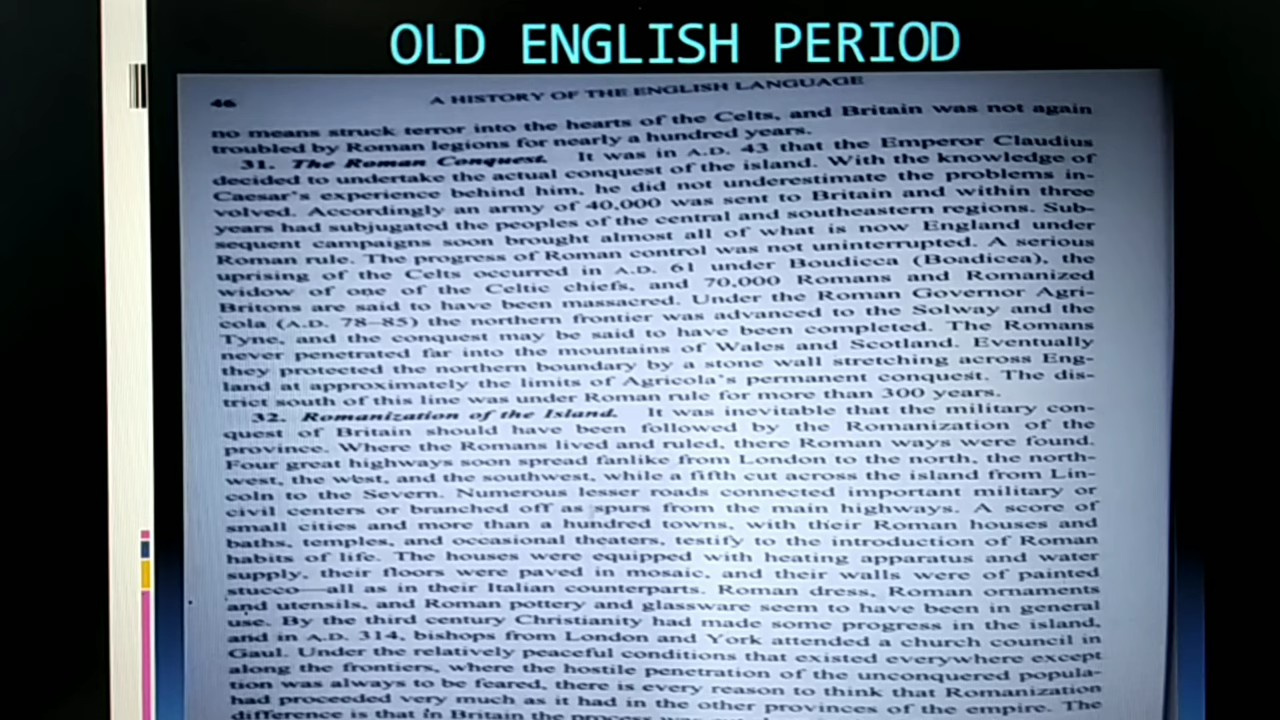 OLD ENGLISH PERIOD
46 A HISTORY OF THE ENGLISH LANGUAGE
no means struck terror into the hearts of the Celts, and Britain was not again
troubled by Roman legions for nearly a hundred years.
31. The Roman Conquest. It was in A.D. 43 that the Emperor Claudius
decided to undertake the actual conquest of the island. With the knowledge of
Caesar's experience behind him, he did not underestimate the problems in-
volved. Accordingly an army of 40,000 was sent to Britain and within three
years had subjugated the peoples of the central and southeastern regions. Sub-
sequent campaigns soon brought almost all of what is now England under
Roman rule. The progress of Roman control was not uninterrupted. A serious
uprising of the Celts occurred in A.D. 61 under Boudicca (Boadicea), the
widow of one of the Celtic chiefs, and 70,000 Romans and Romanized
Britons are said to have been massacred. Under the Roman Governor Agri-
cola (A.D. 78–85) the northern frontier was advanced to the Solway and the
Tyne, and the conquest may be said to have been completed. The Romans
never penetrated far into the mountains of Wales and Scotland. Eventually
they protected the northern boundary by a stone wall stretching across Eng-
land at approximately the limits of Agricola's permanent conquest. The dis-
trict south of this line was under Roman rule for more than 300 years.
32. Romanization of the Island. It was inevitable that the military con-
quest of Britain should have been followed by the Romanization of the
province. Where the Romans lived and ruled, there Roman ways were found.
Four great highways soon spread fanlike from London to the north, the north-
west, the west, and the southwest, while a fifth cut across the island from Lin-
coln to the Severn. Numerous lesser roads connected important military or
civil centers or branched off as spurs from the main highways. A score of
small cities and more than a hundred towns, with their Roman houses and
baths, temples, and occasional theaters, testify to the introduction of Roman
habits of life. The houses were equipped with heating apparatus and water
supply, their floors were paved in mosaic, and their walls were of painted
stucco—all as in their Italian counterparts. Roman dress, Roman ornaments
and utensils, and Roman pottery and glassware seem to have been in general
use. By the third century Christianity had made some progress in the island,
and in A.D. 314, bishops from London and York attended a church council in
Gaul. Under the relatively peaceful conditions that existed everywhere except
along the frontiers, where the hostile penetration of the unconquered popula-
tion was always to be feared, there is every reason to think that Romanization
had proceeded very much as it had in the other provinces of the empire. The
difference is that in Britain the process was